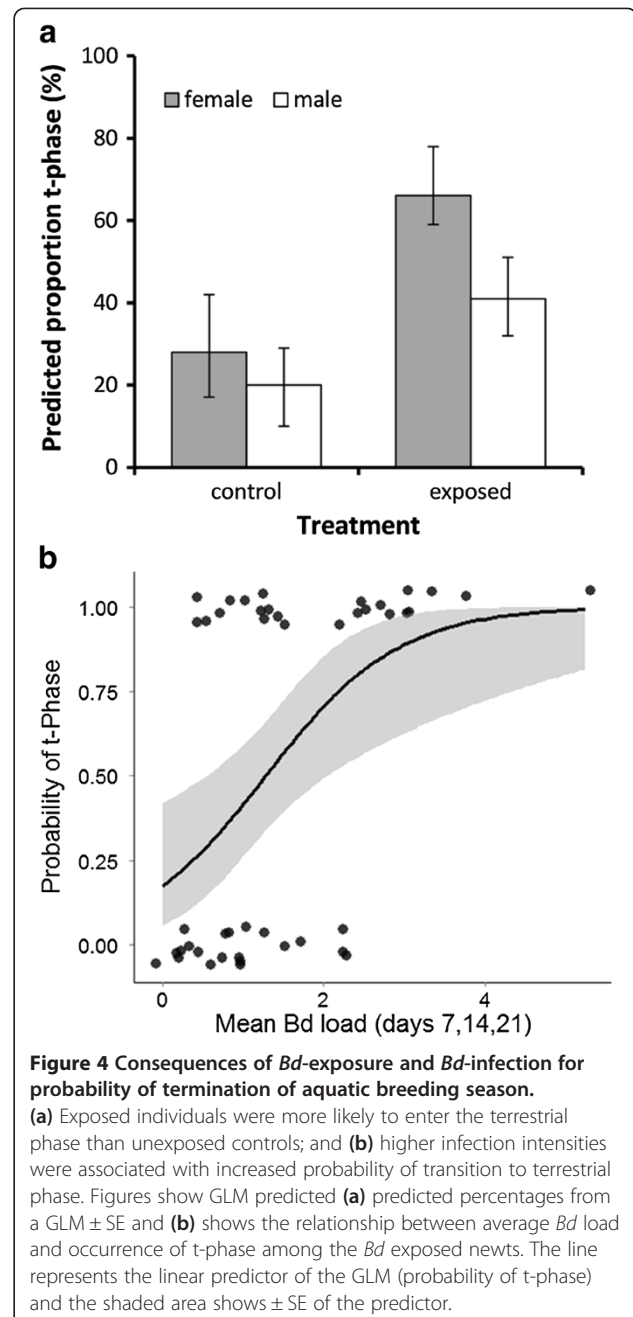 a
Predicted proportion t-phase (%)
100
80
60
40
20
0
female male
control exposed
Treatment
b
Probability of t-Phase
1.00
0.75
0.50
0.25
0.00
0 2 4
Mean Bd load (days 7,14,21)
Figure 4 Consequences of Bd-exposure and Bd-infection for
probability of termination of aquatic breeding season.
(a) Exposed individuals were more likely to enter the terrestrial
phase than unexposed controls; and (b) higher infection intensities
were associated with increased probability of transition to terrestrial
phase. Figures show GLM predicted (a) predicted percentages from
a GLM ± SE and (b) shows the relationship between average Bd load
and occurrence of t-phase among the Bd exposed newts. The line
represents the linear predictor of the GLM (probability of t-phase)
and the shaded area shows ± SE of the predictor.